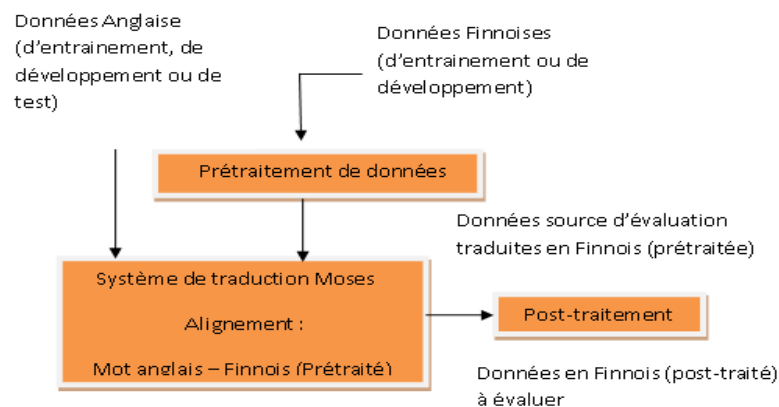 Données Anglaise
(d’entrainement, de
développement ou de
test)
Données Finnoises
(d’entrainement ou de
développement)
Prétraitement de données
Données source d’évaluation
traduites en Finnois (prétraitée)
Système de traduction Moses
Alignement :
Mot anglais – Finnois (Prétraité)
Post-traitement
Données en Finnois (post-traité)
à évaluer